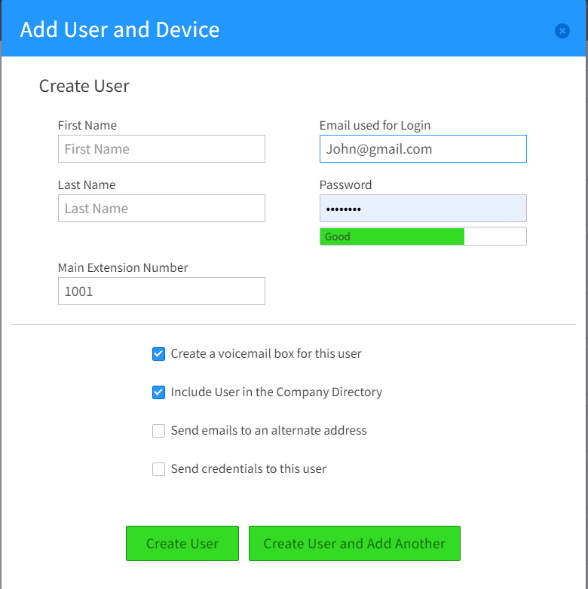 Add User and Device
Create User
First Name
Email used for Login
First Name
John@gmail.com
Last Name
Password
Last Name
••••••••
Good
Main Extension Number
1001
Create a voicemail box for this user
Include User in the Company Directory
Send emails to an alternate address
Send credentials to this user
Create User
Create User and Add Another